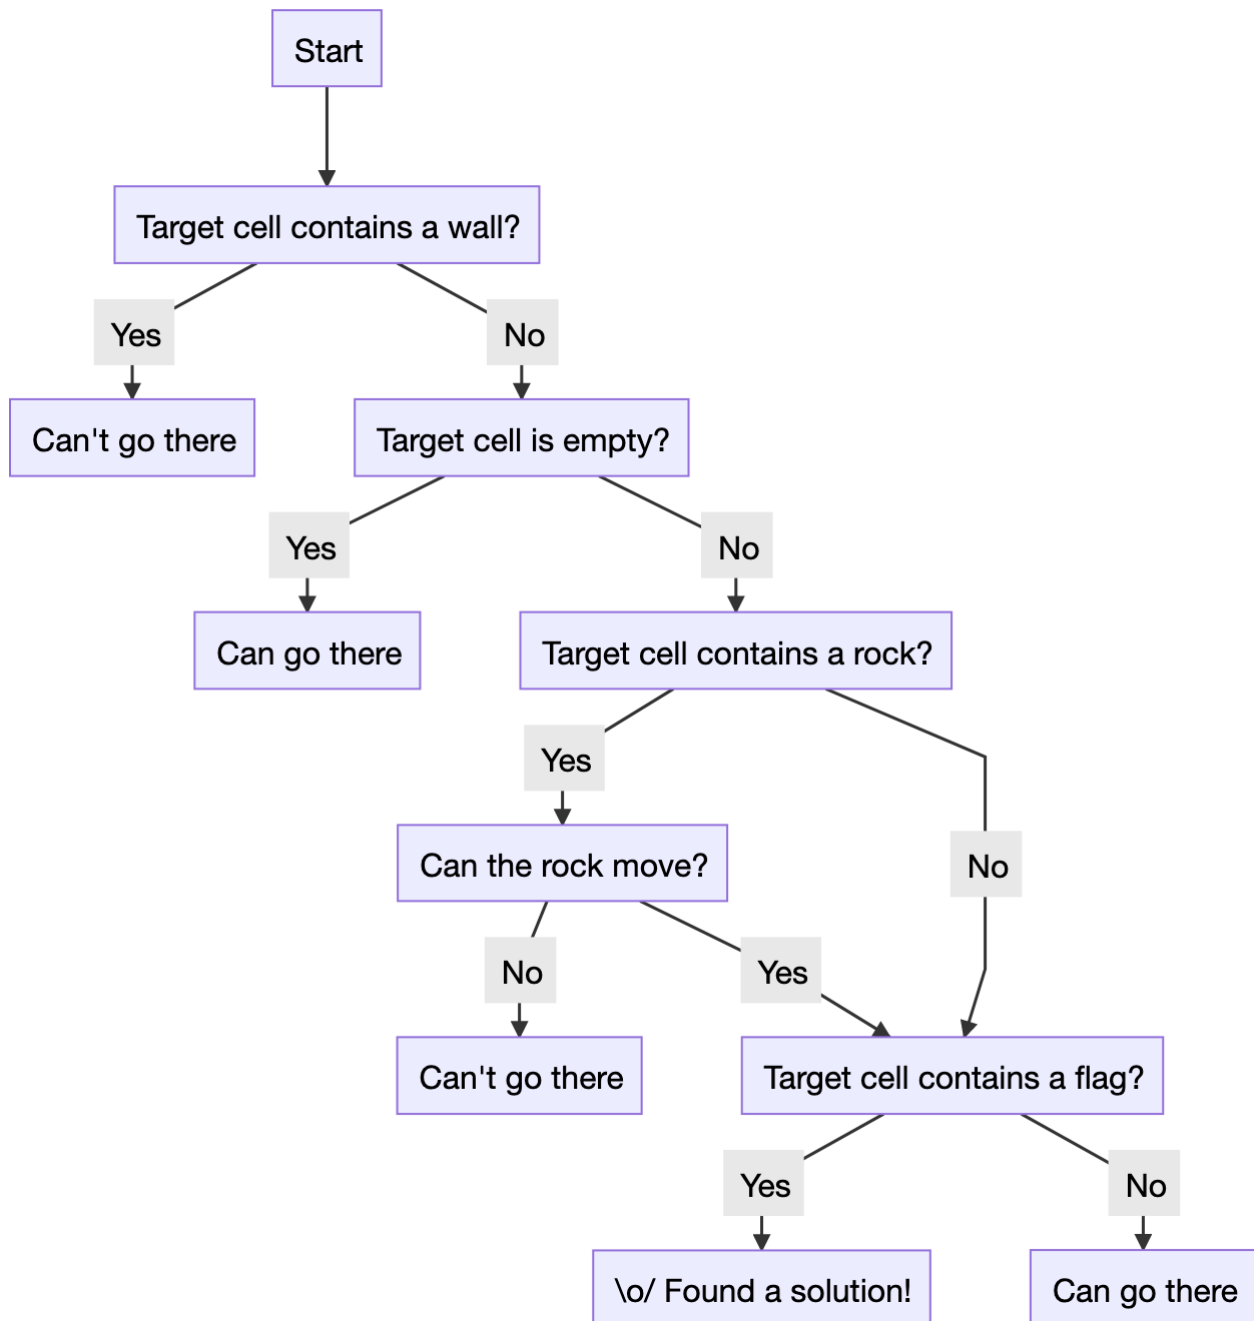 Start
Target cell contains a wall?
Yes
No
Can't go there
Target cell is empty?
Yes
No
Can go there
Target cell contains a rock?
Yes
No
Can the rock move?
No
Yes
Can't go there
Target cell contains a flag?
Yes
No
\o/ Found a solution!
Can go there